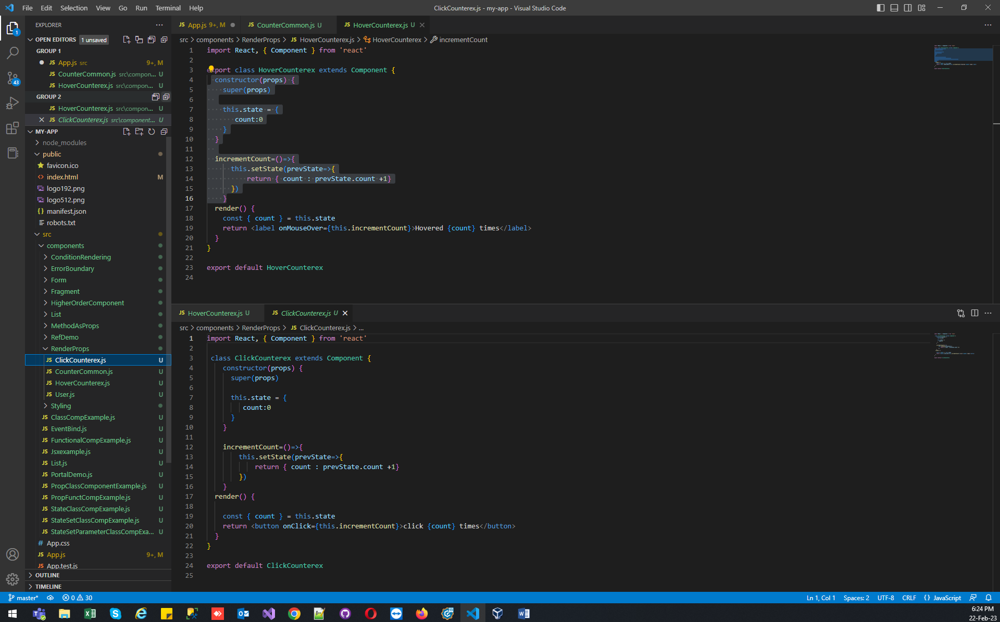 File Edit Selection View Go Run Terminal Help
ClickCounterex.js - my-app - Visual Studio Code
EXPLORER
OPEN EDITORS 1 unsaved
GROUP 1
JS App.js src 9+, M
JS CounterCommon.js src\compon... U
JS HoverCounterex.js src\compon... U
GROUP 2
JS HoverCounterex.js src\compon... U
JS ClickCounterex.js src\component... U
MY-APP
node_modules
public
favicon.ico
index.html M
logo192.png
logo512.png
manifest.json
robots.txt
src
components
ConditionRendering
ErrorBoundary
Form
Fragment
HigherOrderComponent
List
MethodAsProps
RefDemo
RenderProps
JS ClickCounterex.js U
JS CounterCommon.js U
JS HoverCounterex.js U
JS User.js U
Styling
JS ClassCompExample.js U
JS EventBind.js U
JS FunctionalCompExample.js U
JS Jsxexample.js U
JS List.js U
JS PortalDemo.js U
JS PropClassComponentExample.js U
JS PropFunctCompExample.js U
JS StateClassCompExample.js U
JS StateSetClassCompExample.js U
JS StateSetParameterClassCompExa... U
# App.css
JS App.js 9+, M
JS App.test.js
OUTLINE
TIMELINE
1
43
JS App.js 9+, M
JS CounterCommon.js U
JS HoverCounterex.js U
src > components > RenderProps > JS HoverCounterex.js > HoverCounterex > incrementCount
1 import React, { Component } from 'react'
2
3 export class HoverCounterex extends Component {
4 constructor(props) {
5 super(props)
6
7 this.state = {
8 count:0
9 }
10 }
11
12 incrementCount=()=>{
13 this.setState(prevState=>{
14 return { count : prevState.count +1}
15 })
16 }
17 render() {
18 const { count } = this.state
19 return <label onMouseOver={this.incrementCount}>Hovered {count} times</label>
20 }
21 }
22
23 export default HoverCounterex
24
JS HoverCounterex.js U
JS ClickCounterex.js U
src > components > RenderProps > JS ClickCounterex.js > ...
1 import React, { Component } from 'react'
2
3 class ClickCounterex extends Component {
4 constructor(props) {
5 super(props)
6
7 this.state = {
8 count:0
9 }
10 }
11
12 incrementCount=()=>{
13 this.setState(prevState=>{
14 return { count : prevState.count +1}
15 })
16 }
17 render() {
18
19 const { count } = this.state
20 return <button onClick={this.incrementCount}>click {count} times</button>
21 }
22 }
23
24 export default ClickCounterex
25
master* 0 30
Ln 1, Col 1 Spaces: 2 UTF-8 CRLF {} JavaScript
6:24 PM
22-Feb-23